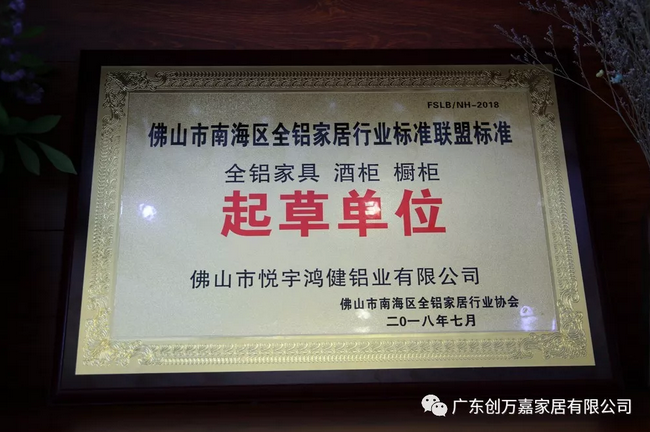 FSLB/NH-2018
佛山市南海区全铝家居行业标准联盟标准
全铝家具 酒柜 橱柜
起草单位
佛山市悦宇鸿健铝业有限公司
佛山市南海区全铝家居行业协会
二0一八年七月
广东创万嘉家居有限公司